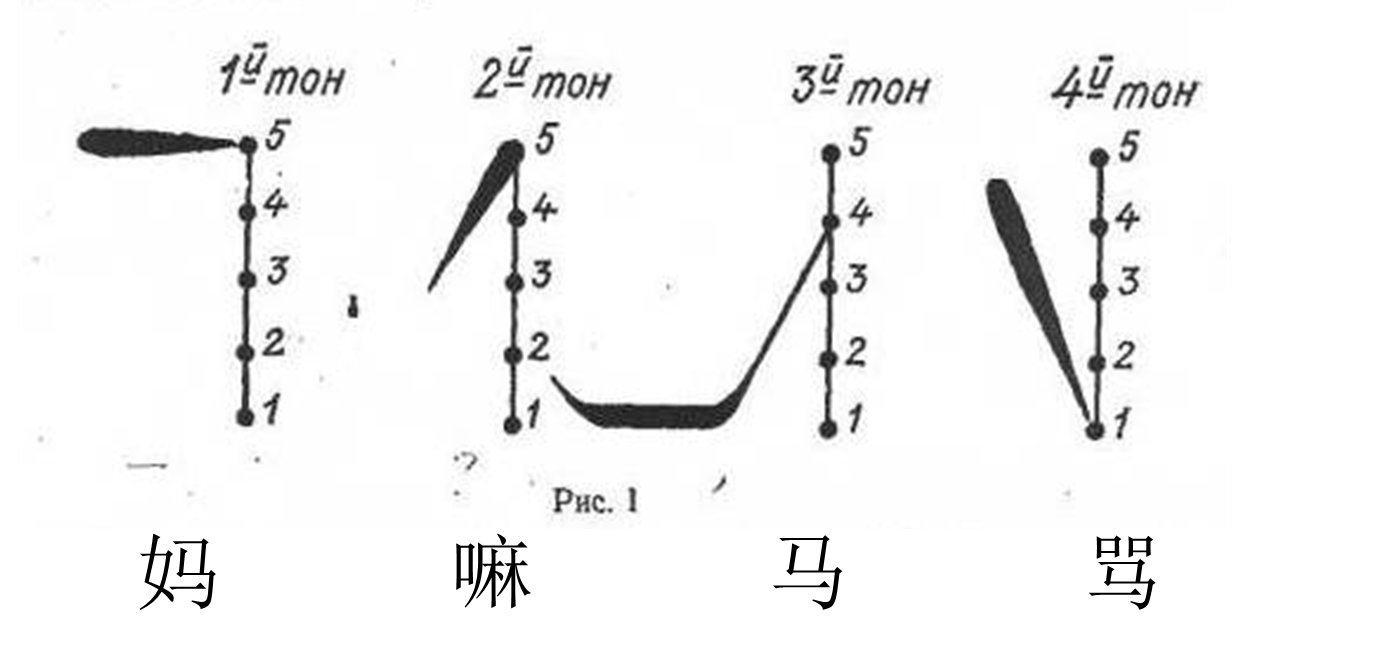 1й тон 2й тон 3й тон 4й тон
5 5 5 5
4 4 4 4
3 3 3 3
2 2 2 2
1 1 1 1
Рис. 1
妈 嘛 马 骂